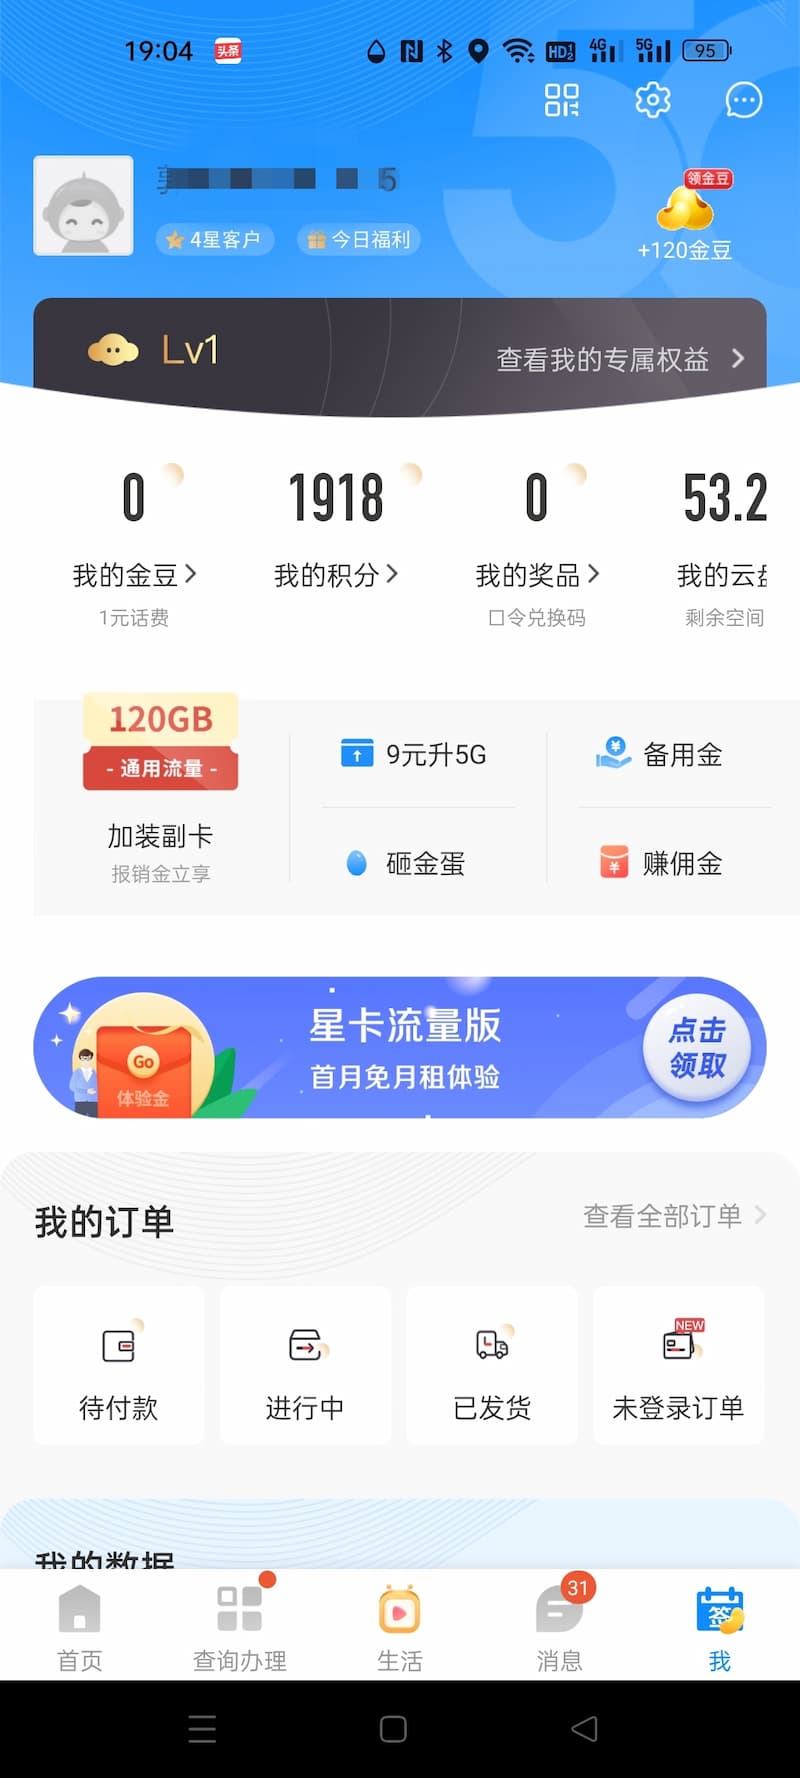 19:04 头条 HD 1 2 4G 5G 95
5
4星客户 今日福利
领金豆
+120金豆
Lv1 查看我的专属权益
0 1918 0 53.2
我的金豆 我的积分 我的奖品 我的云盘
1元话费 口令兑换码 剩余空间
120GB
- 通用流量 -
加装副卡
报销金立享
9元升5G 备用金
砸金蛋 赚佣金
星卡流量版
首月免月租体验
Go
体验金
点击
领取
我的订单 查看全部订单
NEW
待付款 进行中 已发货 未登录订单
我的数据
31
签
首页 查询办理 生活 消息 我